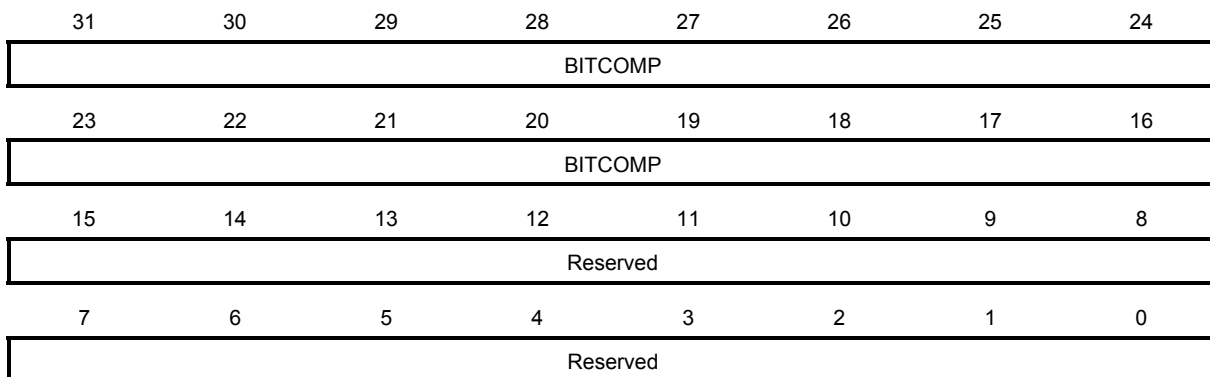 31 30 29 28 27 26 25 24
BITCOMP
23 22 21 20 19 18 17 16
BITCOMP
15 14 13 12 11 10 9 8
Reserved
7 6 5 4 3 2 1 0
Reserved